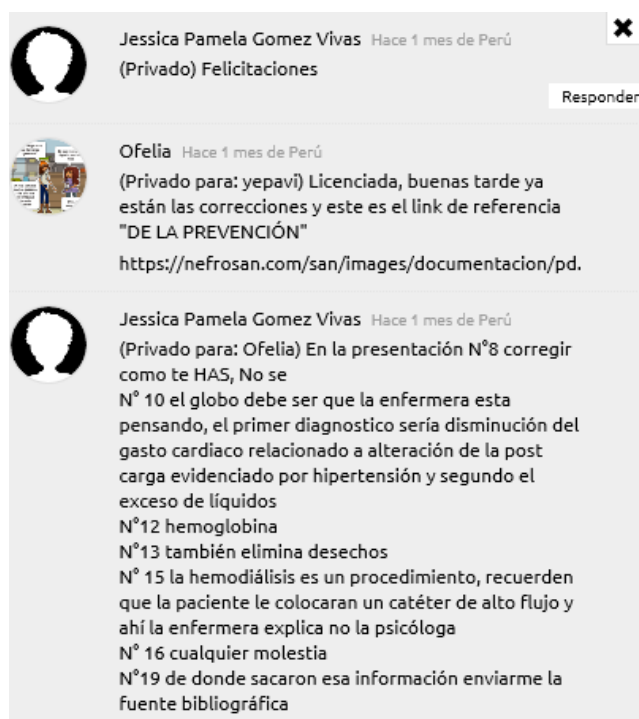 Jessica Pamela Gomez Vivas Hace 1 mes de Perú
(Privado) Felicitaciones
Responder
Ofelia Hace 1 mes de Perú
(Privado para: yepavi) Licenciada, buenas tarde ya
están las correcciones y este es el link de referencia
"DE LA PREVENCIÓN"
https://nefrosan.com/san/images/documentacion/pd.
Jessica Pamela Gomez Vivas Hace 1 mes de Perú
(Privado para: Ofelia) En la presentación N°8 corregir
como te HAS, No se
N° 10 el globo debe ser que la enfermera esta
pensando, el primer diagnostico sería disminución del
gasto cardiaco relacionado a alteración de la post
carga evidenciado por hipertensión y segundo el
exceso de líquidos
N°12 hemoglobina
N°13 también elimina desechos
N° 15 la hemodiálisis es un procedimiento, recuerden
que la paciente le colocaran un catéter de alto flujo y
ahí la enfermera explica no la psicóloga
N° 16 cualquier molestia
N°19 de donde sacaron esa información enviarme la
fuente bibliográfica